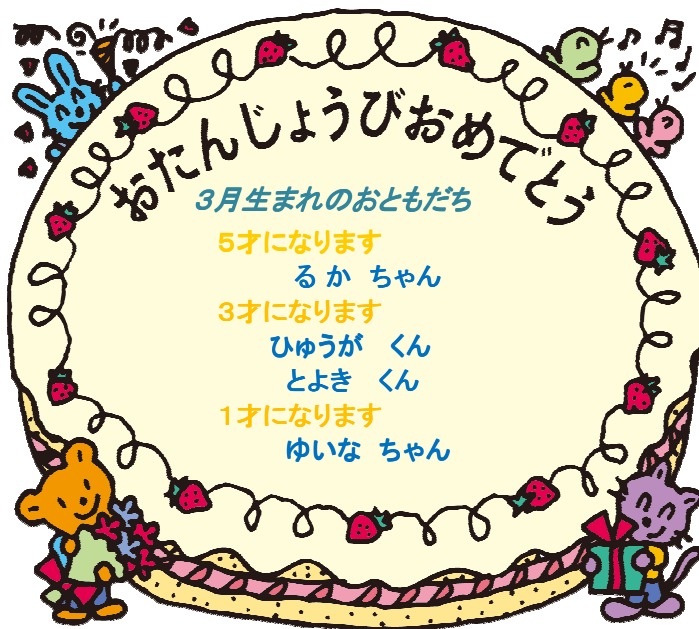 おたんじょうびおめでとう
３月生まれのおともだち
５才になります
る か ちゃん
３才になります
ひゅうが くん
とよき くん
１才になります
ゆいな ちゃん